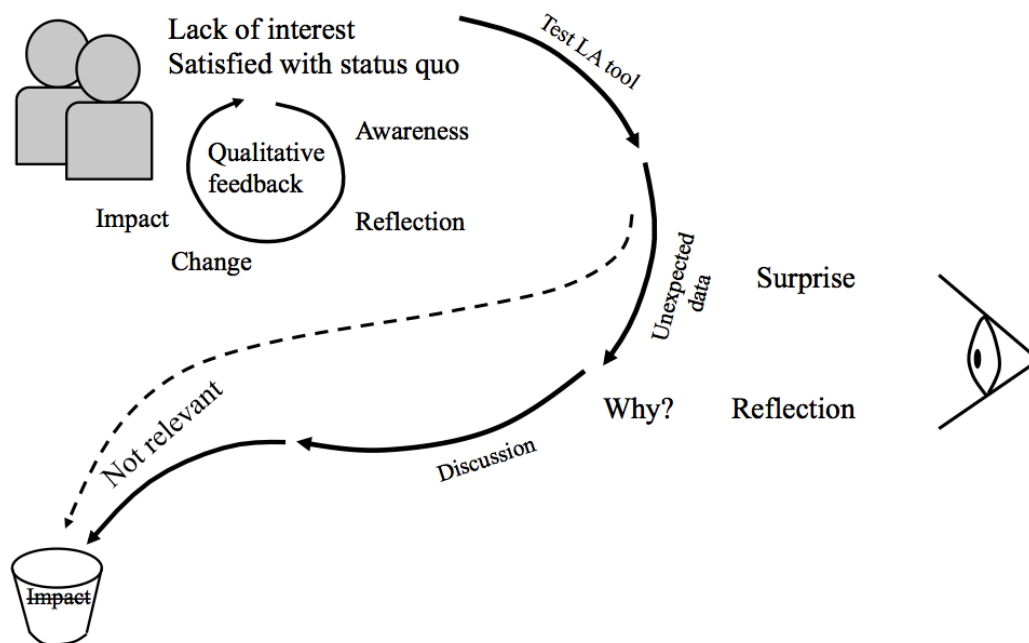 Lack of interest
Satisfied with status quo
Test LA tool
Awareness
Qualitative
feedback
Impact
Reflection
Change
Unexpected
data
Surprise
Why?
Reflection
Discussion
Not relevant
Impact